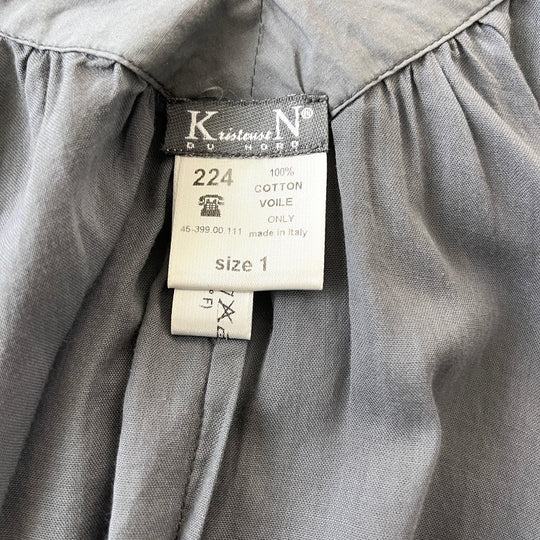 Kristensen N®
DU NORD
224
100%
COTTON
VOILE
ONLY
45-399.00.111 made in Italy
size 1
° F)